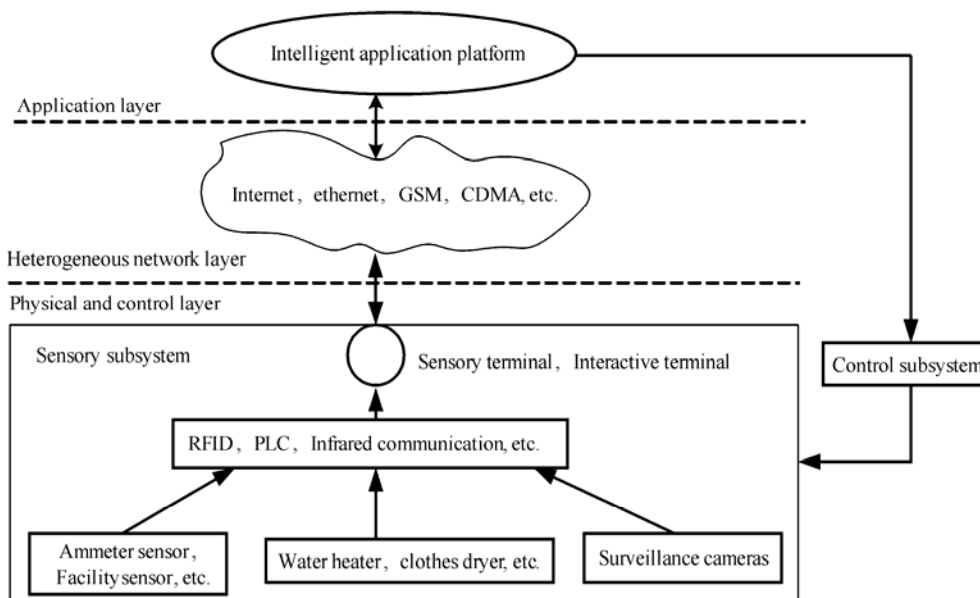 Intelligent application platform
Application layer
Internet, ethernet, GSM, CDMA, etc.
Heterogeneous network layer
Physical and control layer
Sensory subsystem
Sensory terminal, Interactive terminal
Control subsystem
RFID, PLC, Infrared communication, etc.
Ammeter sensor,
Facility sensor, etc.
Water heater, clothes dryer, etc.
Surveillance cameras